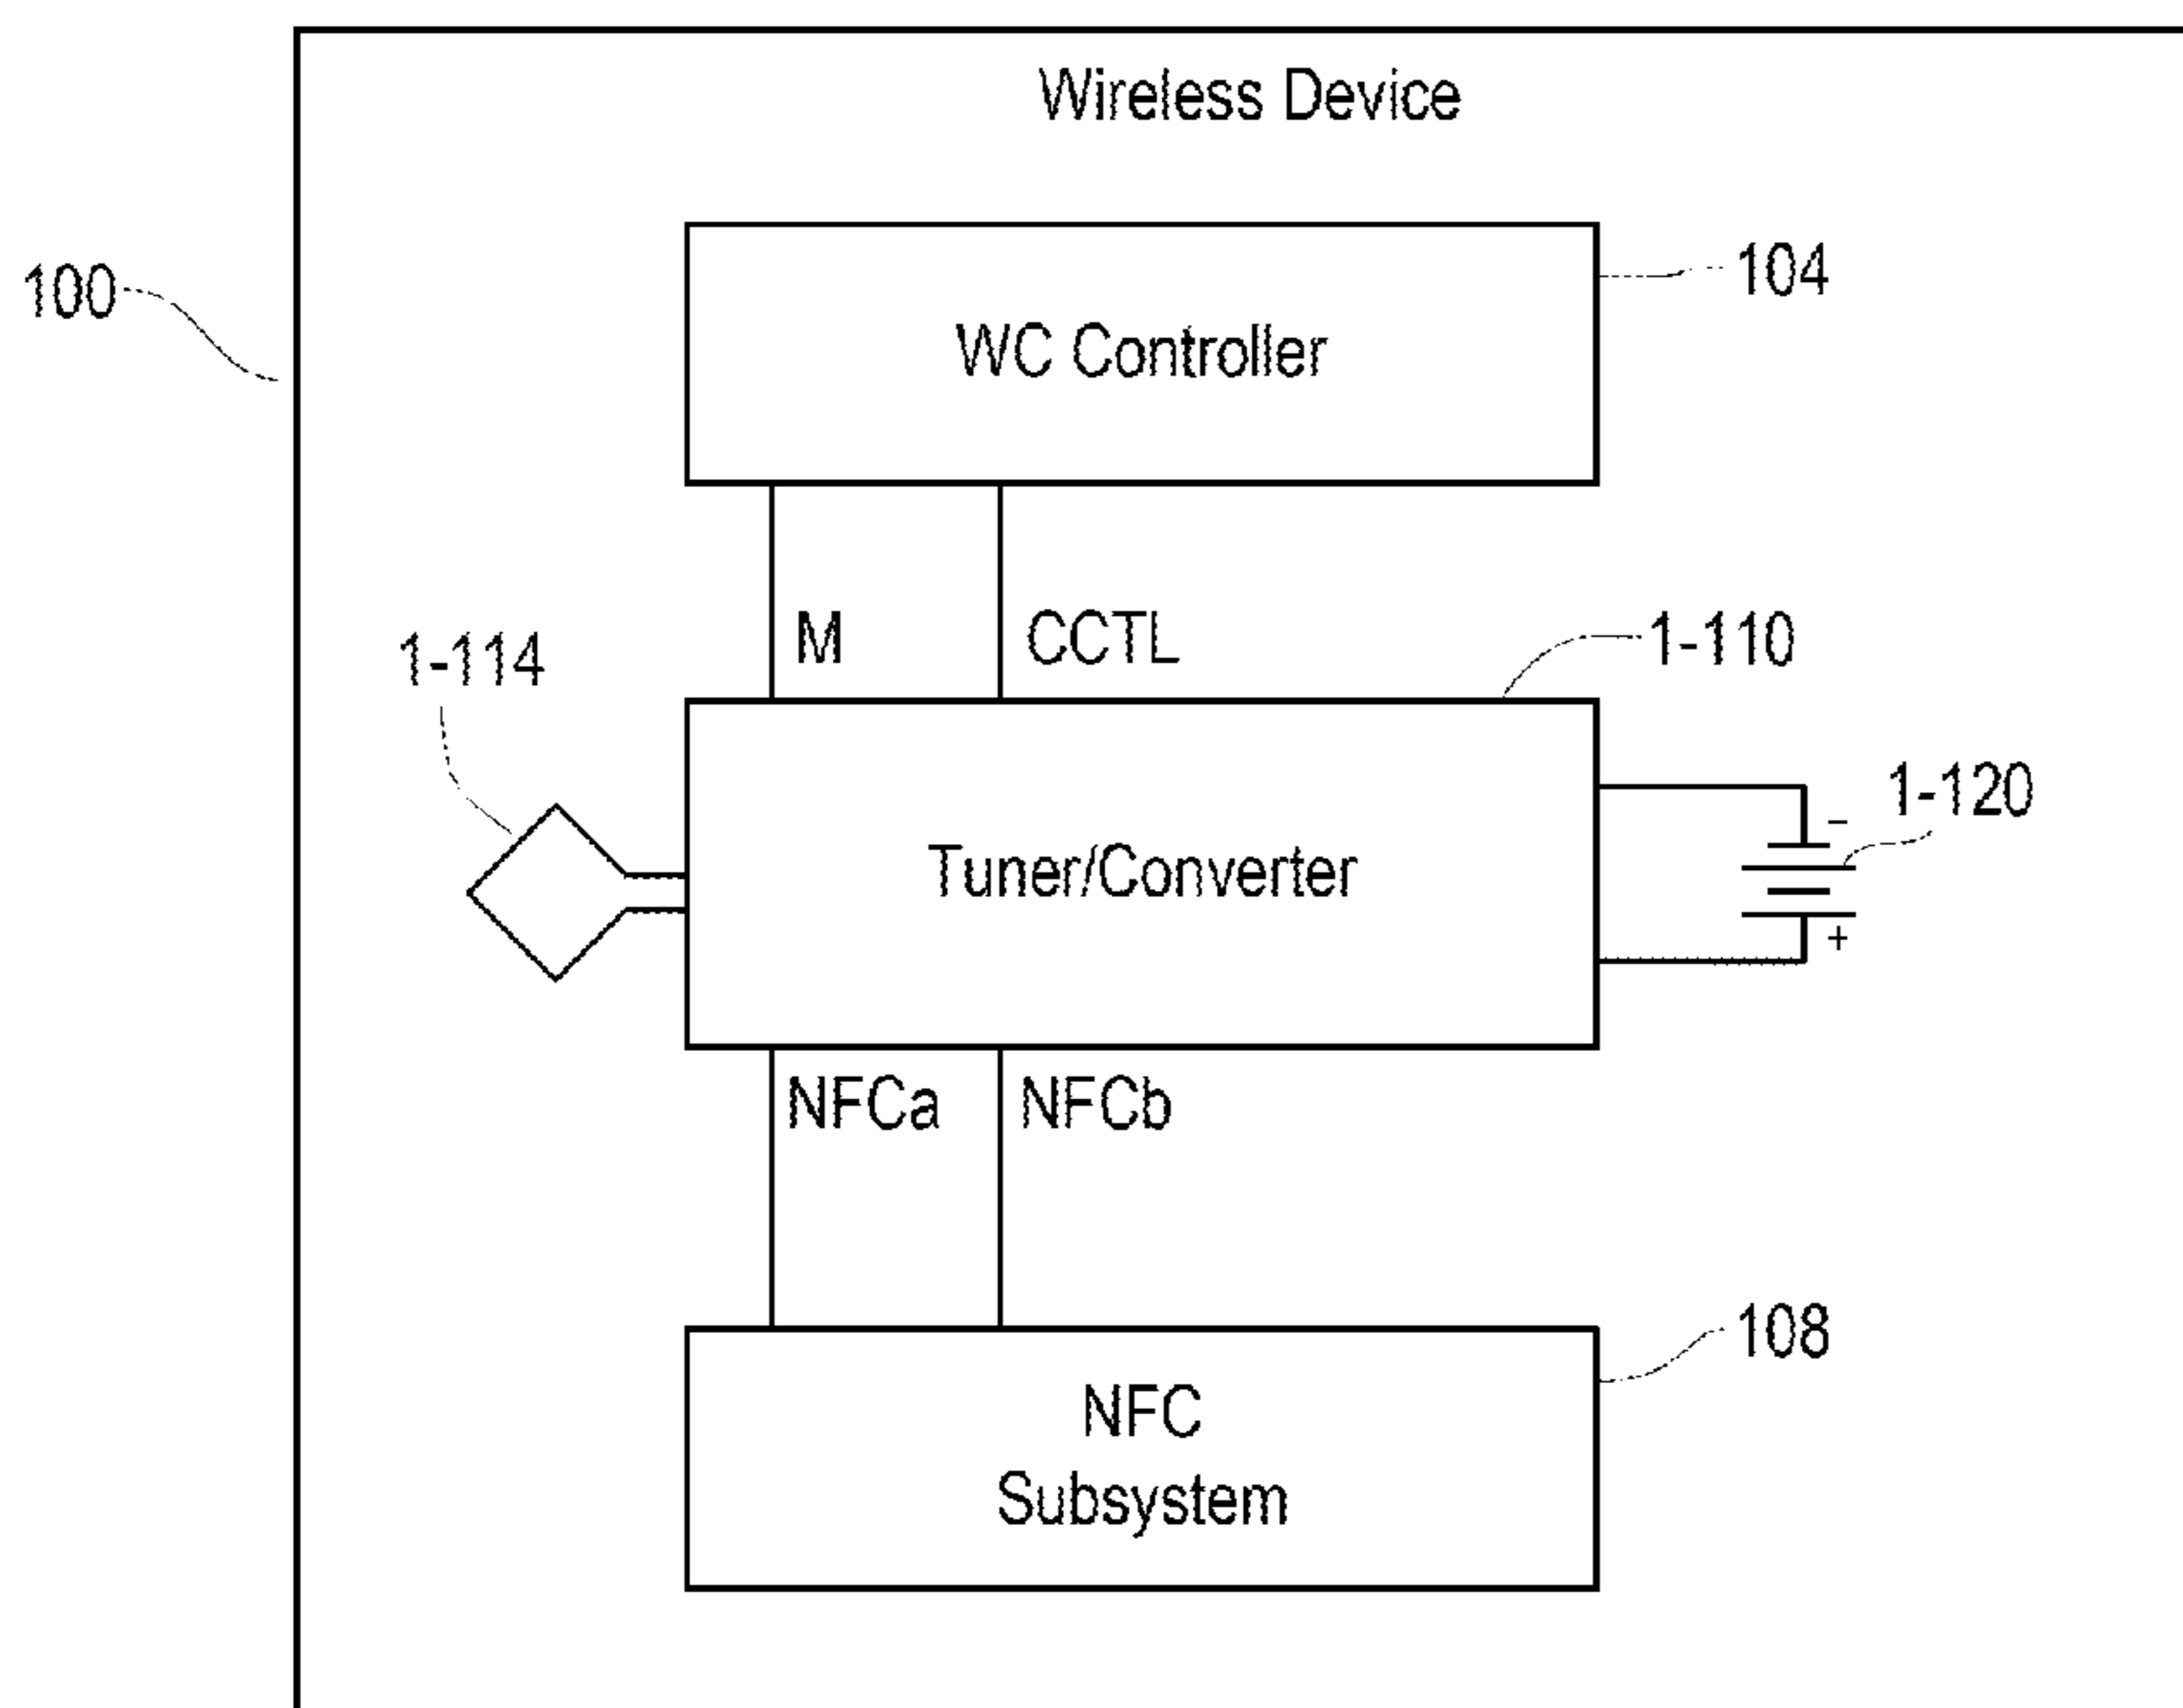 Wireless Device
100
104
WC Controller
M
CCTL
1-110
1-114
1-120
−
Tuner/Converter
+
NFCa
NFCb
108
NFC
Subsystem